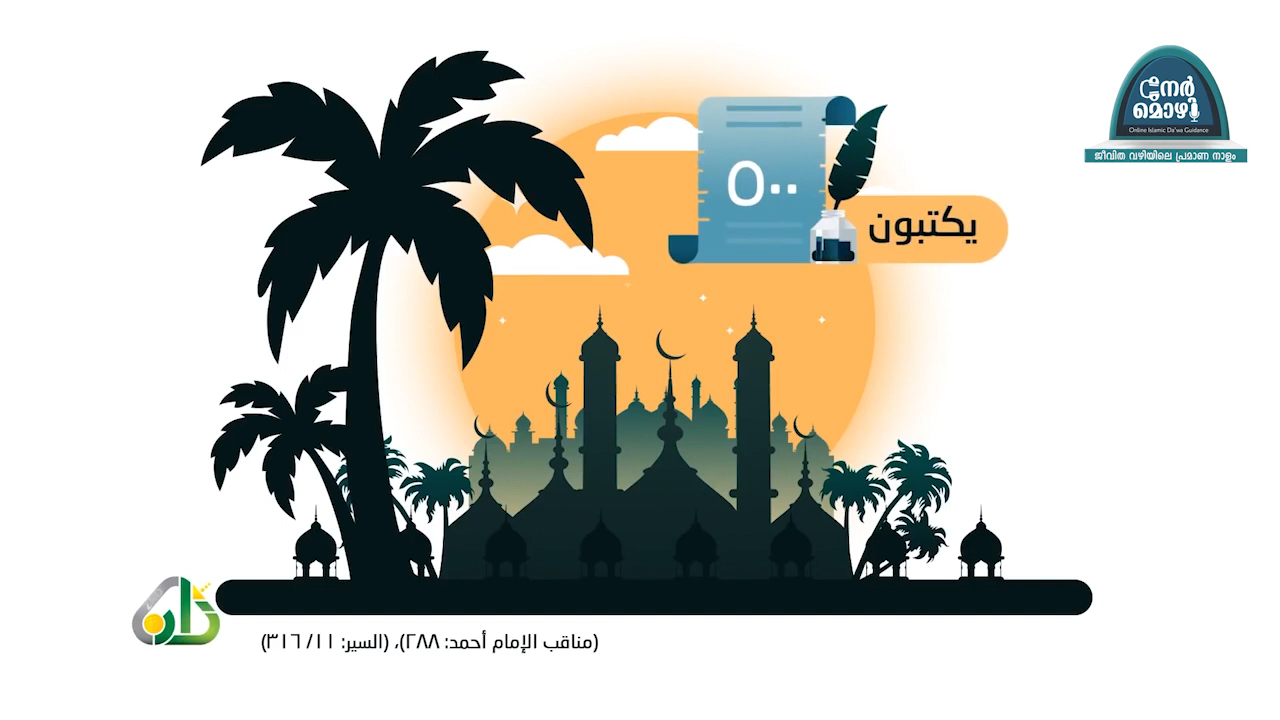 നേർ
മൊഴി
Online Islamic Da'wa Guidance
ജീവിത വഴിയിലെ പ്രമാണ നാളം
٥٠٠
يكتبون
(مناقب الإمام أحمد: ٢٨٨)، (السير: ١١/ ٣١٦)